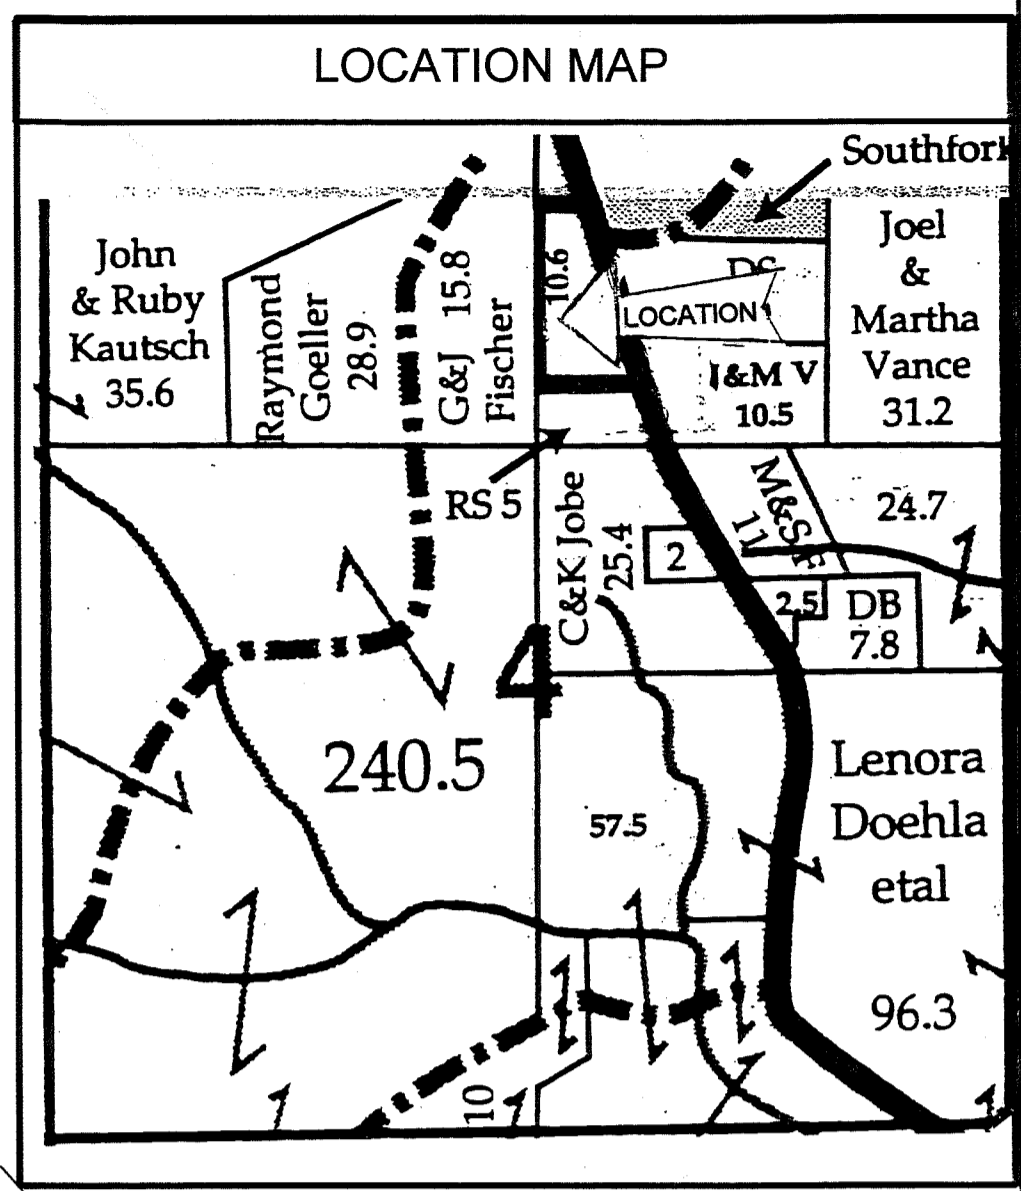 LOCATION MAP
Southfork
John
& Ruby
Kautsch
35.6
Raymond
Goeller
28.9
G&J 15.8
Fischer
10.6
DS
LOCATION
J&M V
10.5
Joel
&
Martha
Vance
31.2
RS 5
C&K Jobe
25.4
2
M&S F
11
24.7
2.5
DB
7.8
4
240.5
57.5
Lenora
Doehla
etal
96.3
10